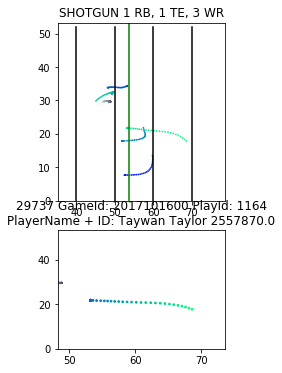 SHOTGUN 1 RB, 1 TE, 3 WR
50
40
30
20
10
0
40 50 60 70
29737 GameId: 2017101600 PlayId: 1164
PlayerName + ID: Taywan Taylor 2557870.0
40
20
0
50 60 70